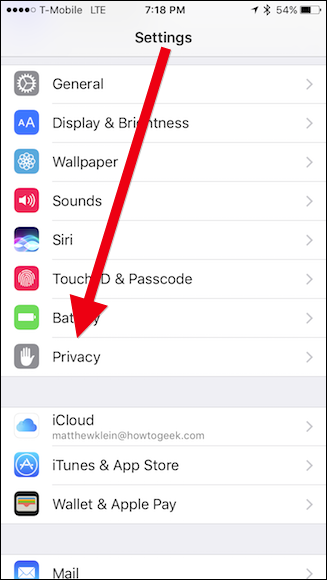 T-Mobile LTE 7:18 PM 54%
Settings
General
AA Display & Brightness
Wallpaper
Sounds
Siri
Touch ID & Passcode
Battery
Privacy
iCloud
matthewklein@howtogeek.com
iTunes & App Store
Wallet & Apple Pay
Mail